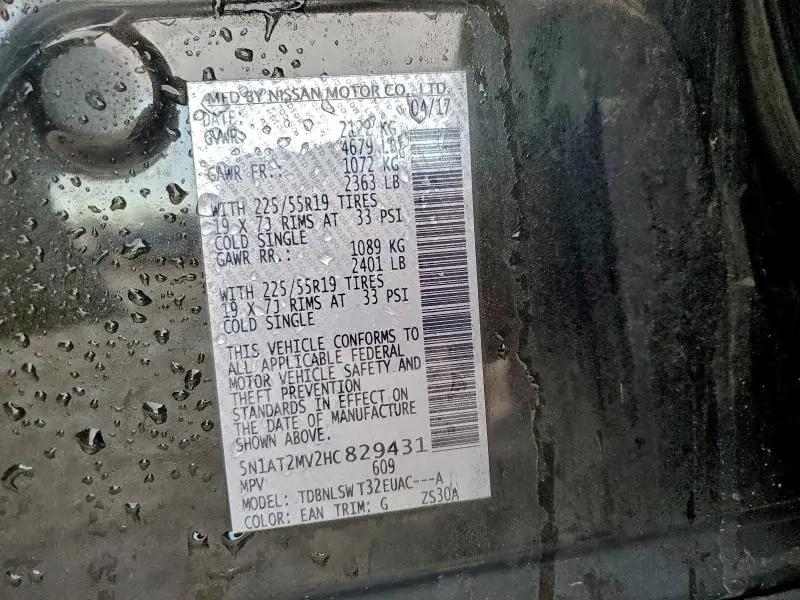 MFD BY NISSAN MOTOR CO., LTD.
DATE: 04/17
GVWR: KG
4679 LB
GAWR FR.: 1072 KG
2363 LB
WITH 225/55R19 TIRES
19 X 7J RIMS AT 33 PSI
COLD SINGLE
GAWR RR.: 1089 KG
2401 LB
WITH 225/55R19 TIRES
19 X 7J RIMS AT 33 PSI
COLD SINGLE
THIS VEHICLE CONFORMS TO
ALL APPLICABLE FEDERAL
MOTOR VEHICLE SAFETY AND
THEFT PREVENTION
STANDARDS IN EFFECT ON
THE DATE OF MANUFACTURE
SHOWN ABOVE.
5N1AT2MV2HC829431
MPV 609
MODEL: TDBNLSW T32EUAC---A
COLOR: EAN TRIM: G ZS30A